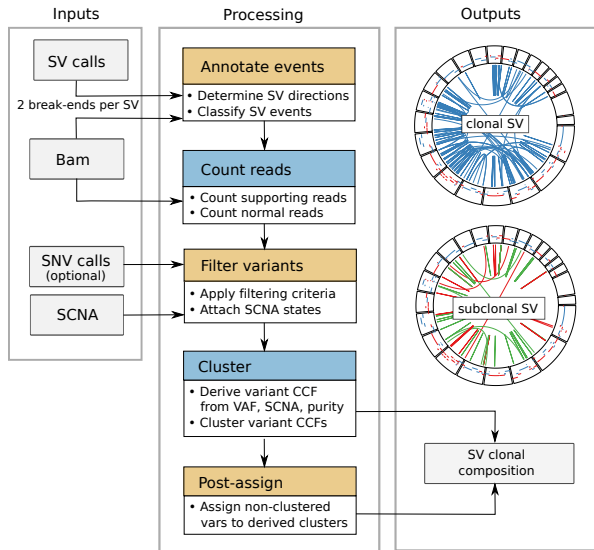 Inputs
Processing
Outputs
SV calls
2 break-ends per SV
Bam
SNV calls
(optional)
SCNA
Annotate events
• Determine SV directions
• Classify SV events
Count reads
• Count supporting reads
• Count normal reads
Filter variants
• Apply filtering criteria
• Attach SCNA states
Cluster
• Derive variant CCF
from VAF, SCNA, purity
• Cluster variant CCFs
Post-assign
• Assign non-clustered
vars to derived clusters
clonal SV
subclonal SV
SV clonal
composition